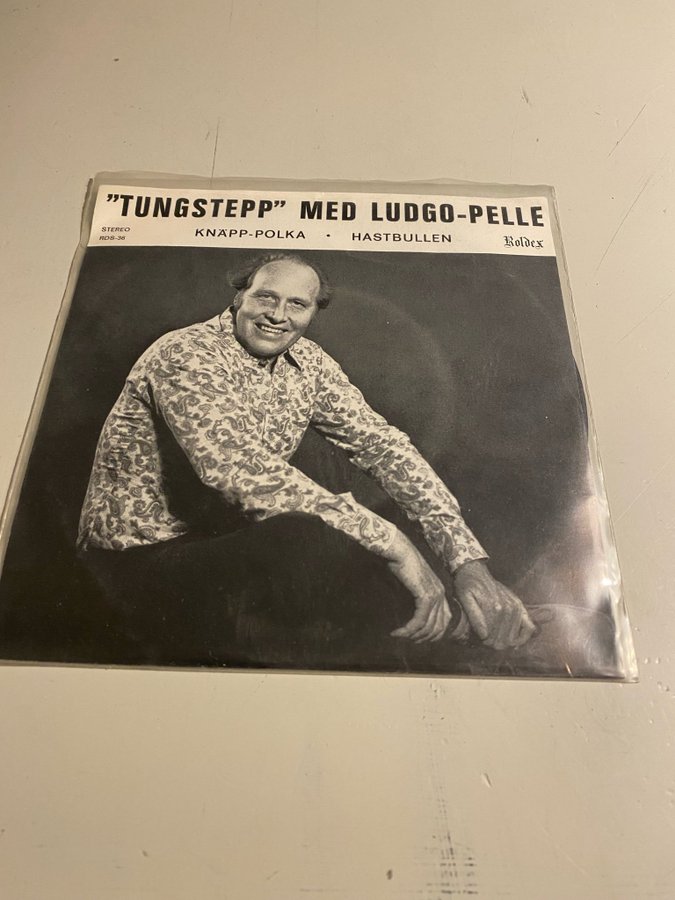 "TUNGSTEPP" MED LUDGO-PELLE
STEREO
RDS-36
KNÄPP-POLKA • HASTBULLEN
Roldex